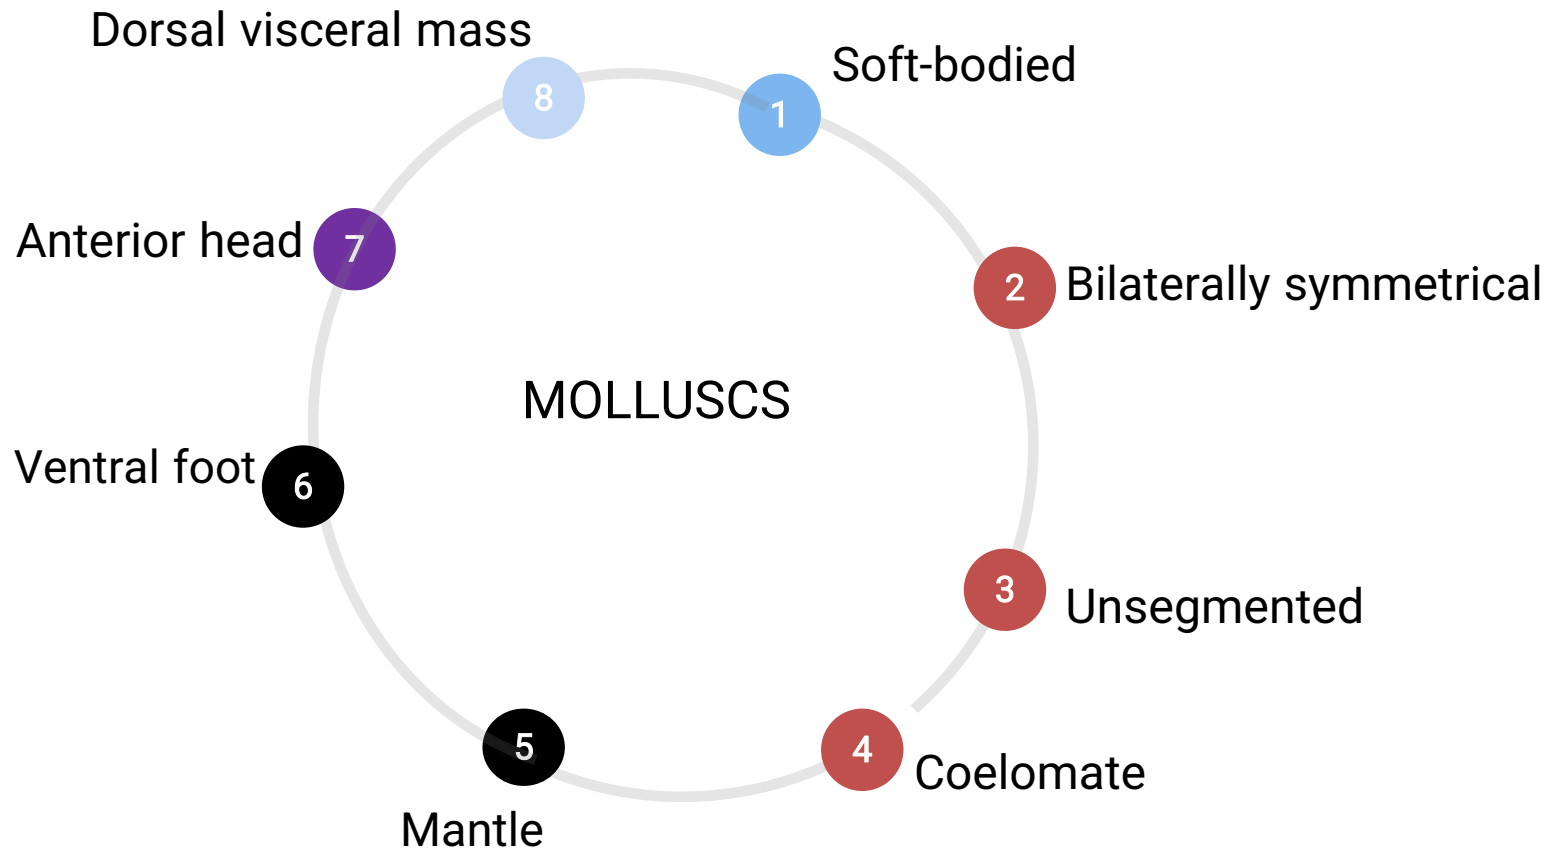 Dorsal visceral mass
8
1
Soft-bodied
Anterior head
7
2
Bilaterally symmetrical
MOLLUSCS
Ventral foot
6
3
Unsegmented
5
4
Coelomate
Mantle